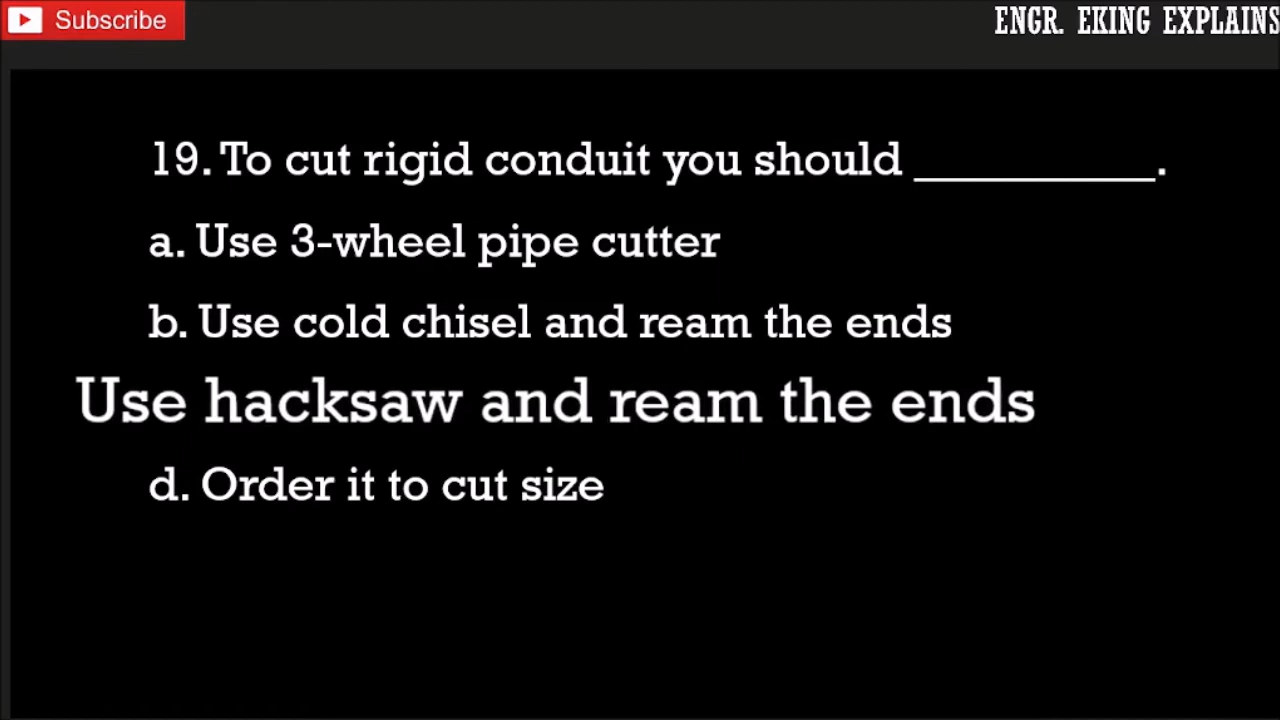 Subscribe
ENGR. EKING EXPLAINS
19. To cut rigid conduit you should __________.
a. Use 3-wheel pipe cutter
b. Use cold chisel and ream the ends
Use hacksaw and ream the ends
d. Order it to cut size